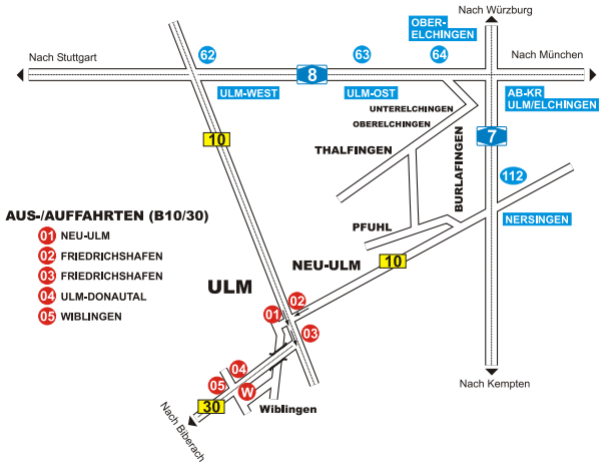 Nach Würzburg
OBER-
ELCHINGEN
62
63
64
Nach Stuttgart
Nach München
8
ULM-WEST
ULM-OST
AB-KR
ULM/ELCHINGEN
UNTERELCHINGEN
OBERELCHINGEN
10
THALFINGEN
7
BURLAFINGEN
112
NERSINGEN
AUS-/AUFFAHRTEN (B10/30)
01 NEU-ULM
02 FRIEDRICHSHAFEN
03 FRIEDRICHSHAFEN
04 ULM-DONAUTAL
05 WIBLINGEN
PFUHL
NEU-ULM
10
ULM
02
01
03
04
05
W
30
Wiblingen
Nach Kempten
Nach Biberach